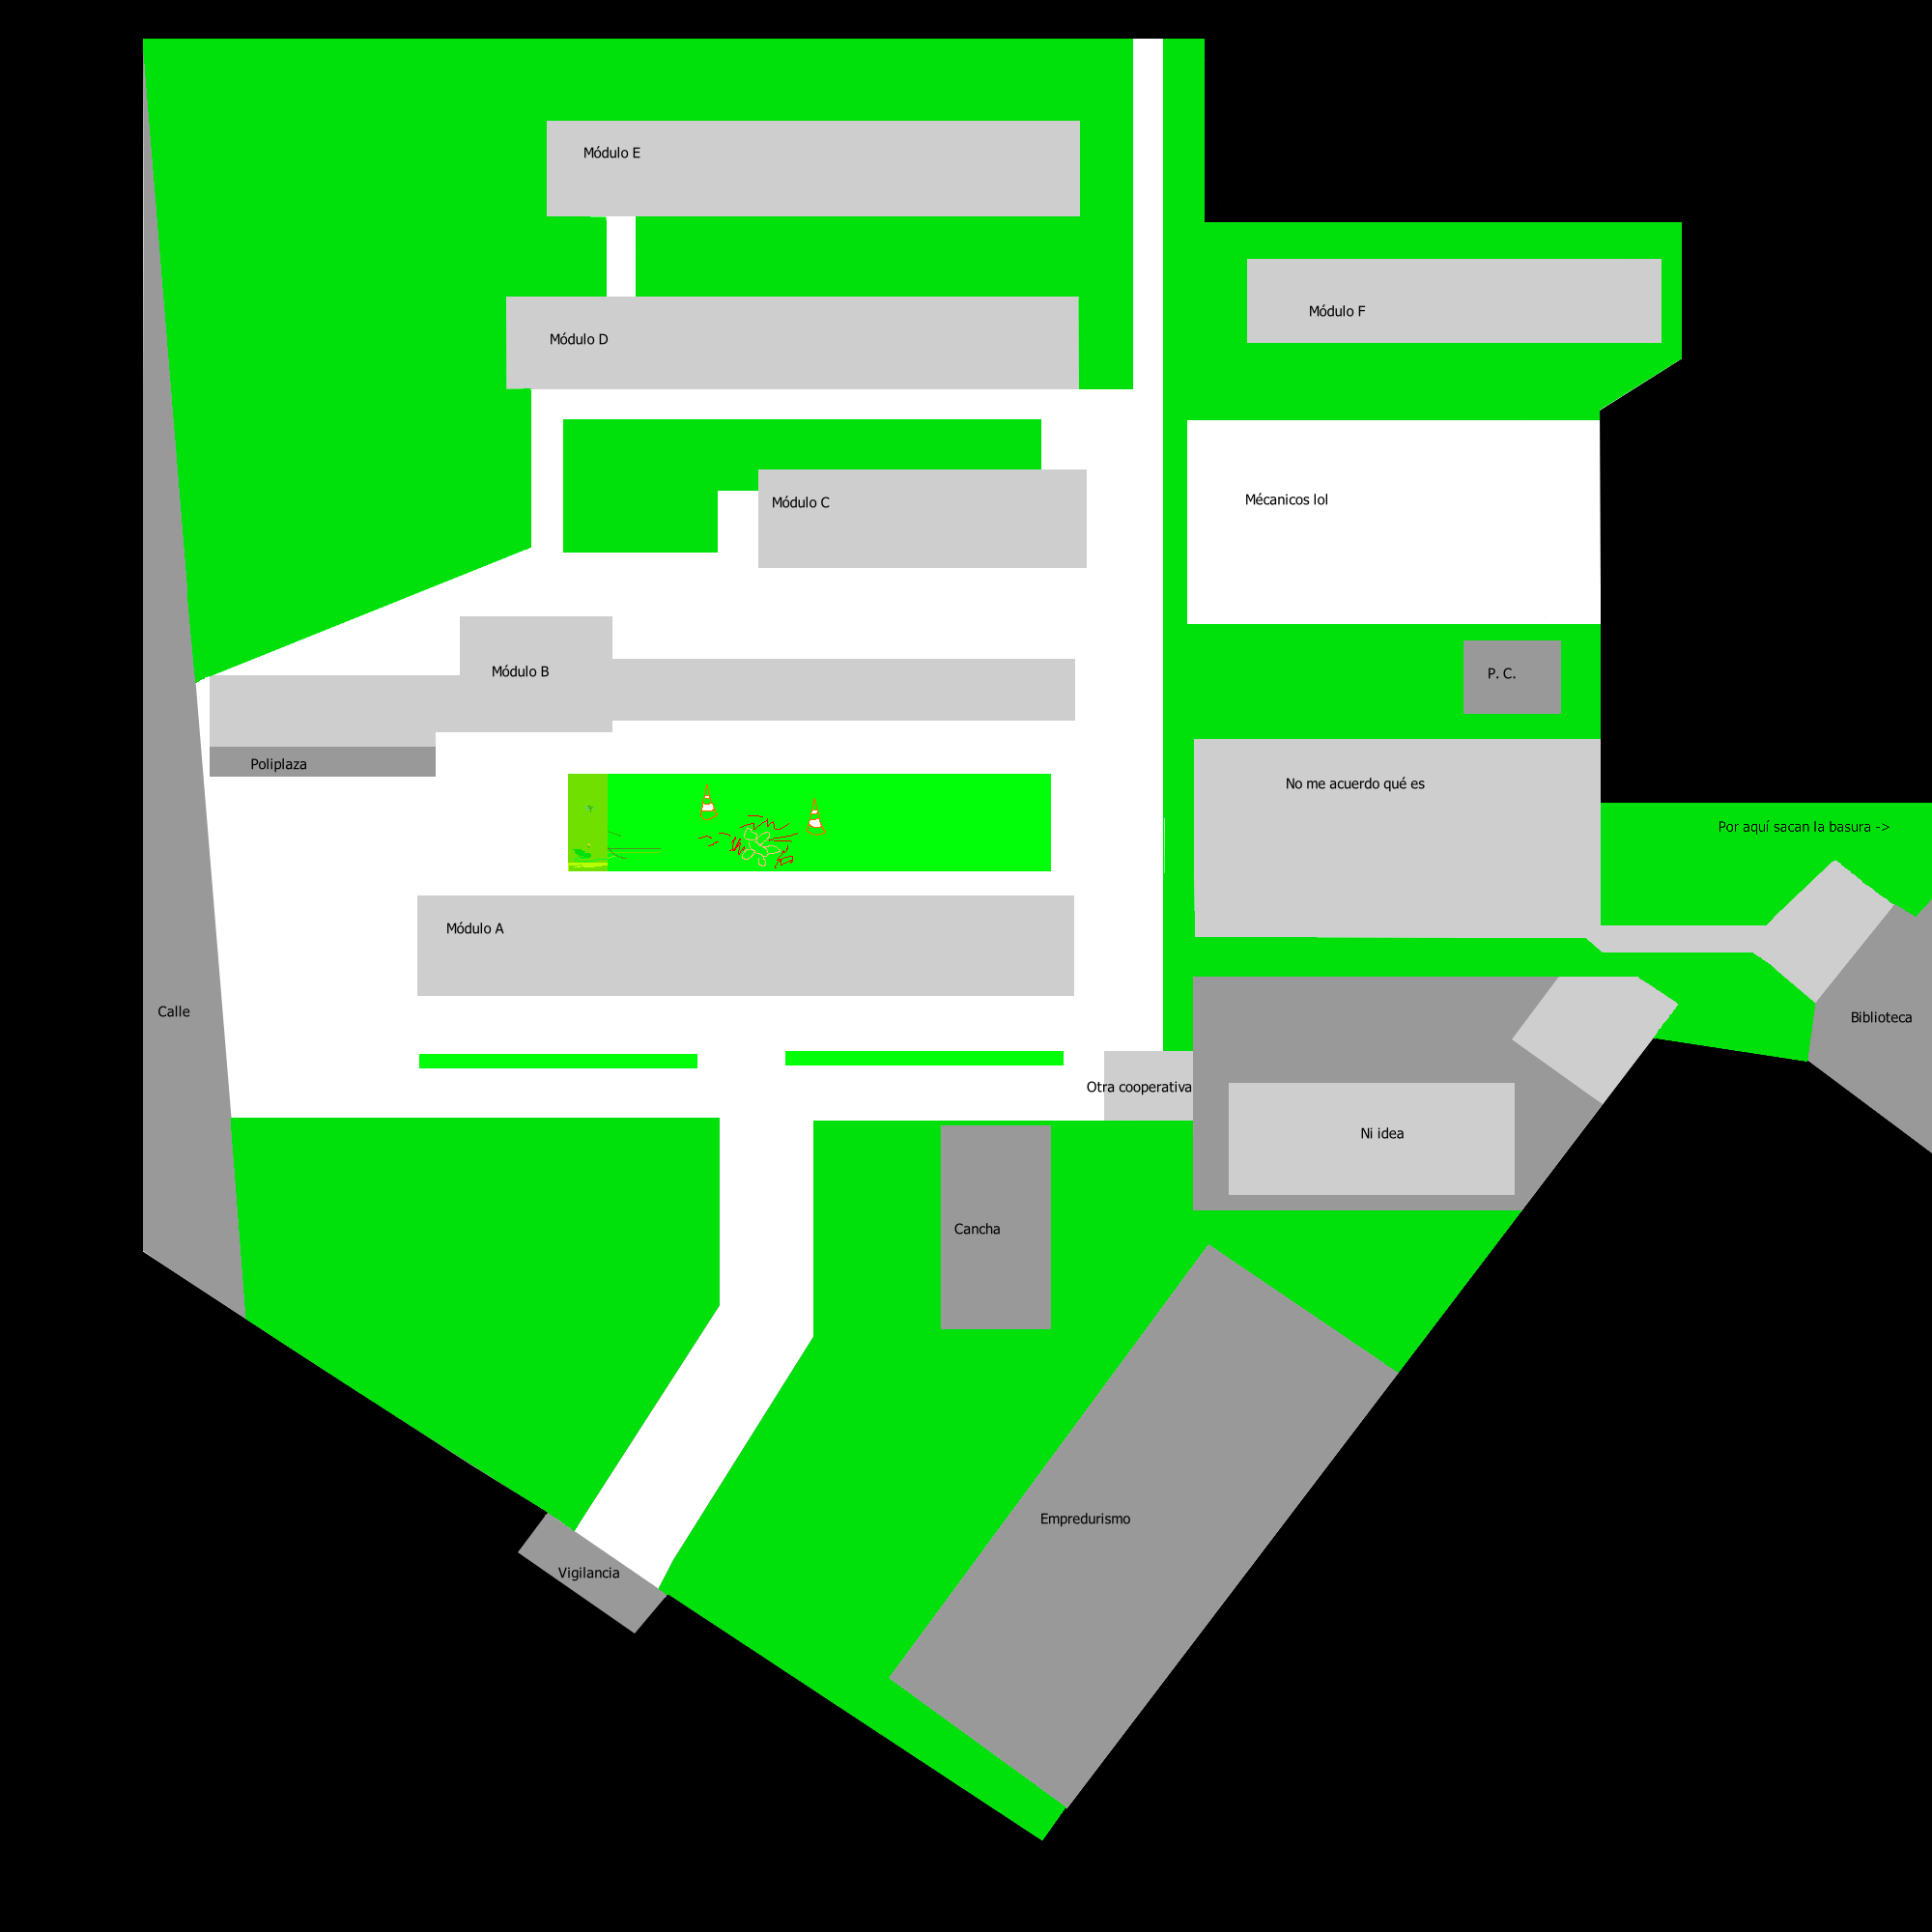 Módulo E
Módulo F
Módulo D
Mécanicos lol
Módulo C
Módulo B
P. C.
Poliplaza
No me acuerdo qué es
Por aquí sacan la basura ->
Módulo A
Calle
Biblioteca
Otra cooperativa
Ni idea
Cancha
Empredurismo
Vigilancia